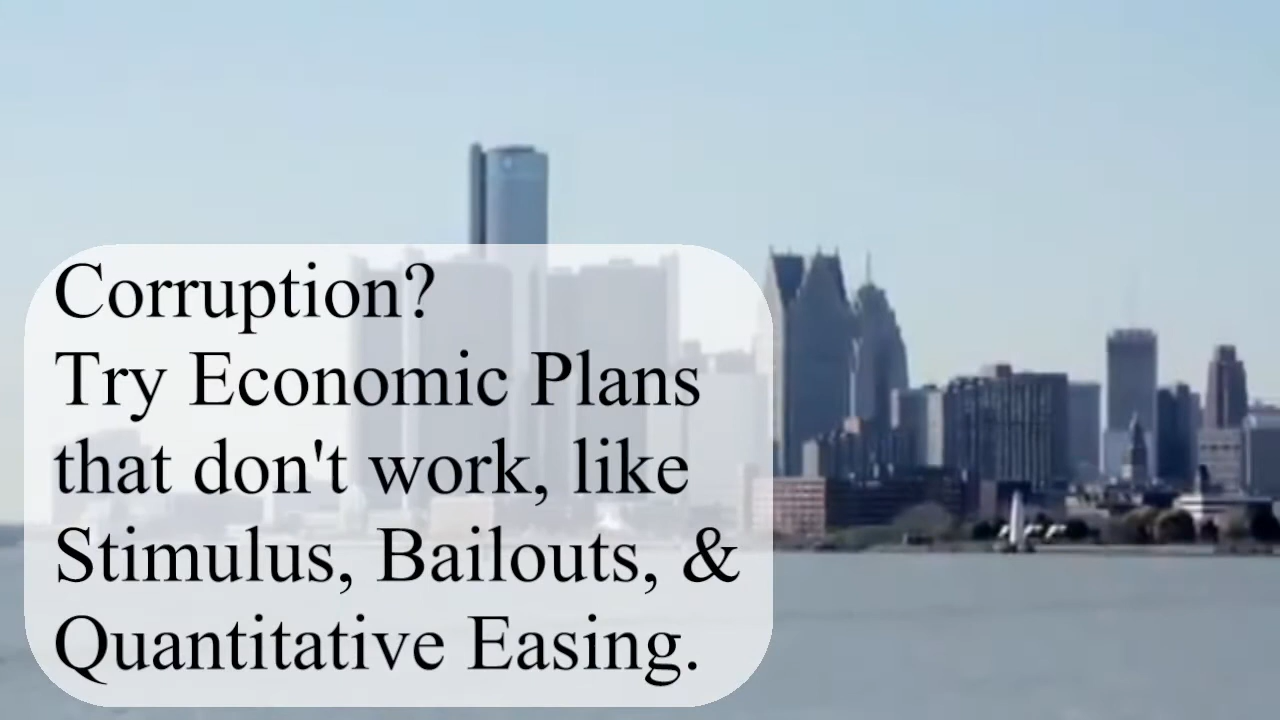 Corruption?
Try Economic Plans
that don't work, like
Stimulus, Bailouts, &
Quantitative Easing.